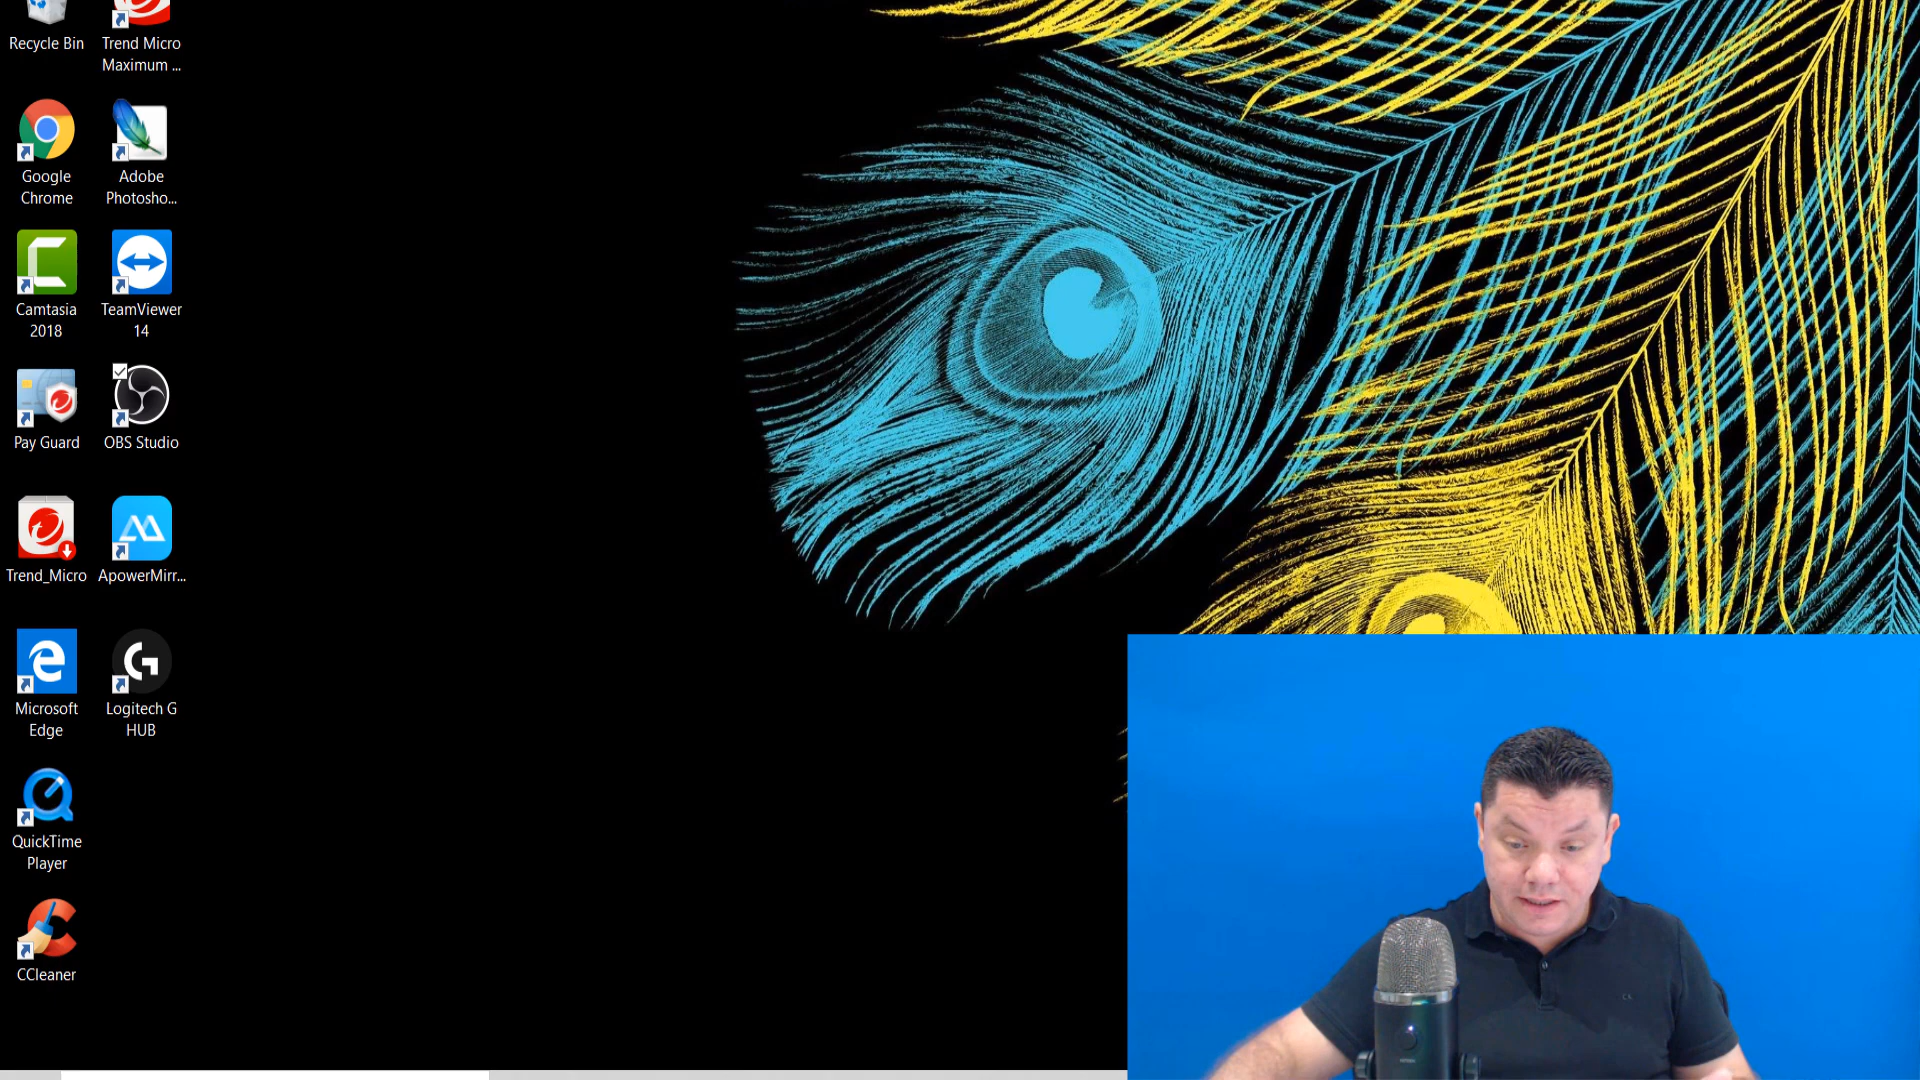 Recycle Bin
Trend Micro
Maximum ...
Google
Chrome
Adobe
Photosho...
Camtasia
2018
TeamViewer
14
Pay Guard
OBS Studio
Trend_Micro
ApowerMirr...
Microsoft
Edge
Logitech G
HUB
QuickTime
Player
CCleaner